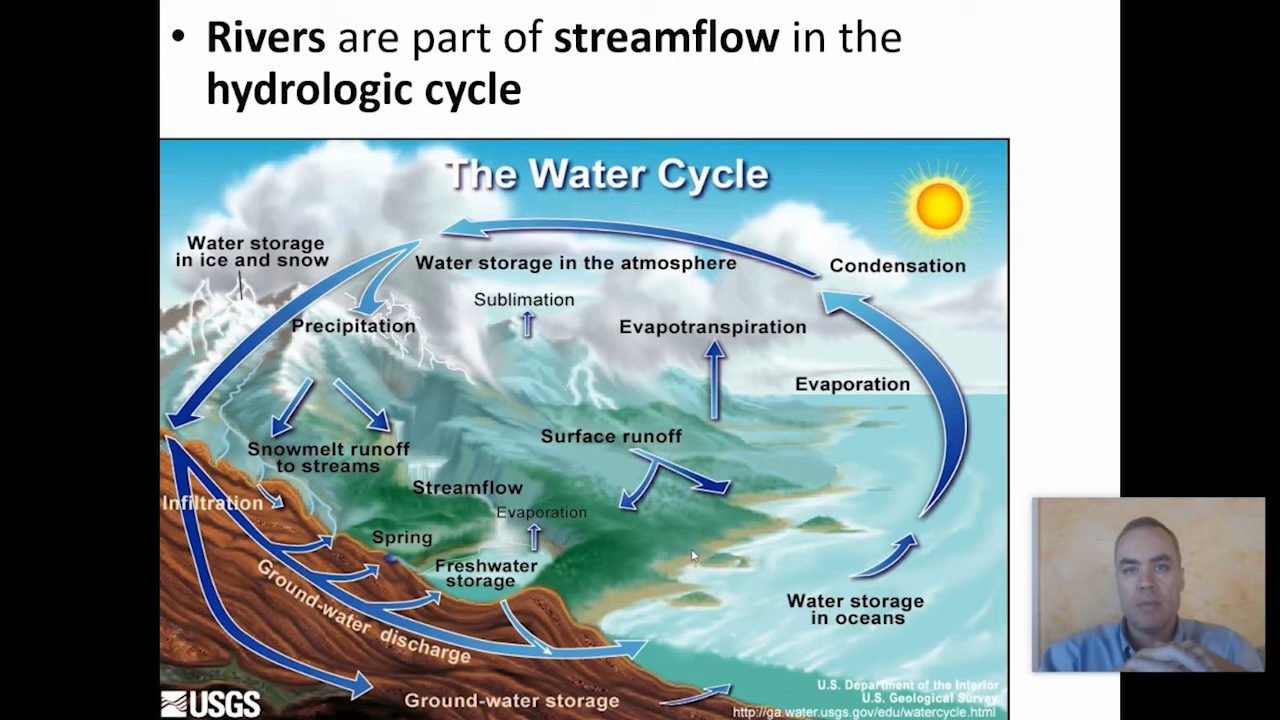 • Rivers are part of streamflow in the
hydrologic cycle
The Water Cycle
Water storage
in ice and snow
Water storage in the atmosphere
Condensation
Sublimation
Precipitation
Evapotranspiration
Evaporation
Surface runoff
Snowmelt runoff
to streams
Streamflow
Infiltration
Evaporation
Spring
Freshwater
storage
Ground-water discharge
Water storage
in oceans
U.S. Department of the Interior
U.S. Geological Survey
http://ga.water.usgs.gov/edu/watercycle.html
USGS
Ground-water storage